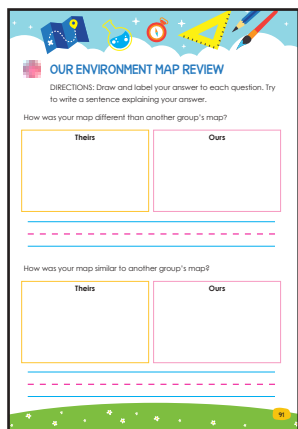 OUR ENVIRONMENT MAP REVIEW
DIRECTIONS: Draw and label your answer to each question. Try
to write a sentence explaining your answer.
How was your map different than another group's map?
Theirs
Ours
How was your map similar to another group's map?
Theirs
Ours
91